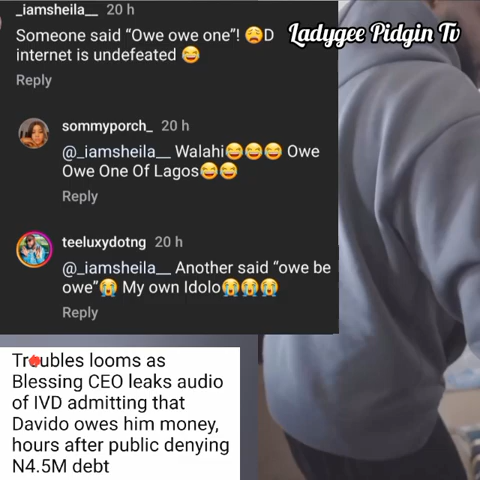 _iamsheila__ 20 h
Someone said “Owe owe one”! 😩D
internet is undefeated 😂
Reply
sommyporch_ 20 h
@_iamsheila__ Walahi😂😂😂 Owe
Owe One Of Lagos😂😂
Reply
teeluxydotng 20 h
@_iamsheila__ Another said “owe be
owe”😭 My own Idolo😭😭😭
Reply
Ladygee Pidgin Tv
Troubles looms as
Blessing CEO leaks audio
of IVD admitting that
Davido owes him money,
hours after public denying
N4.5M debt